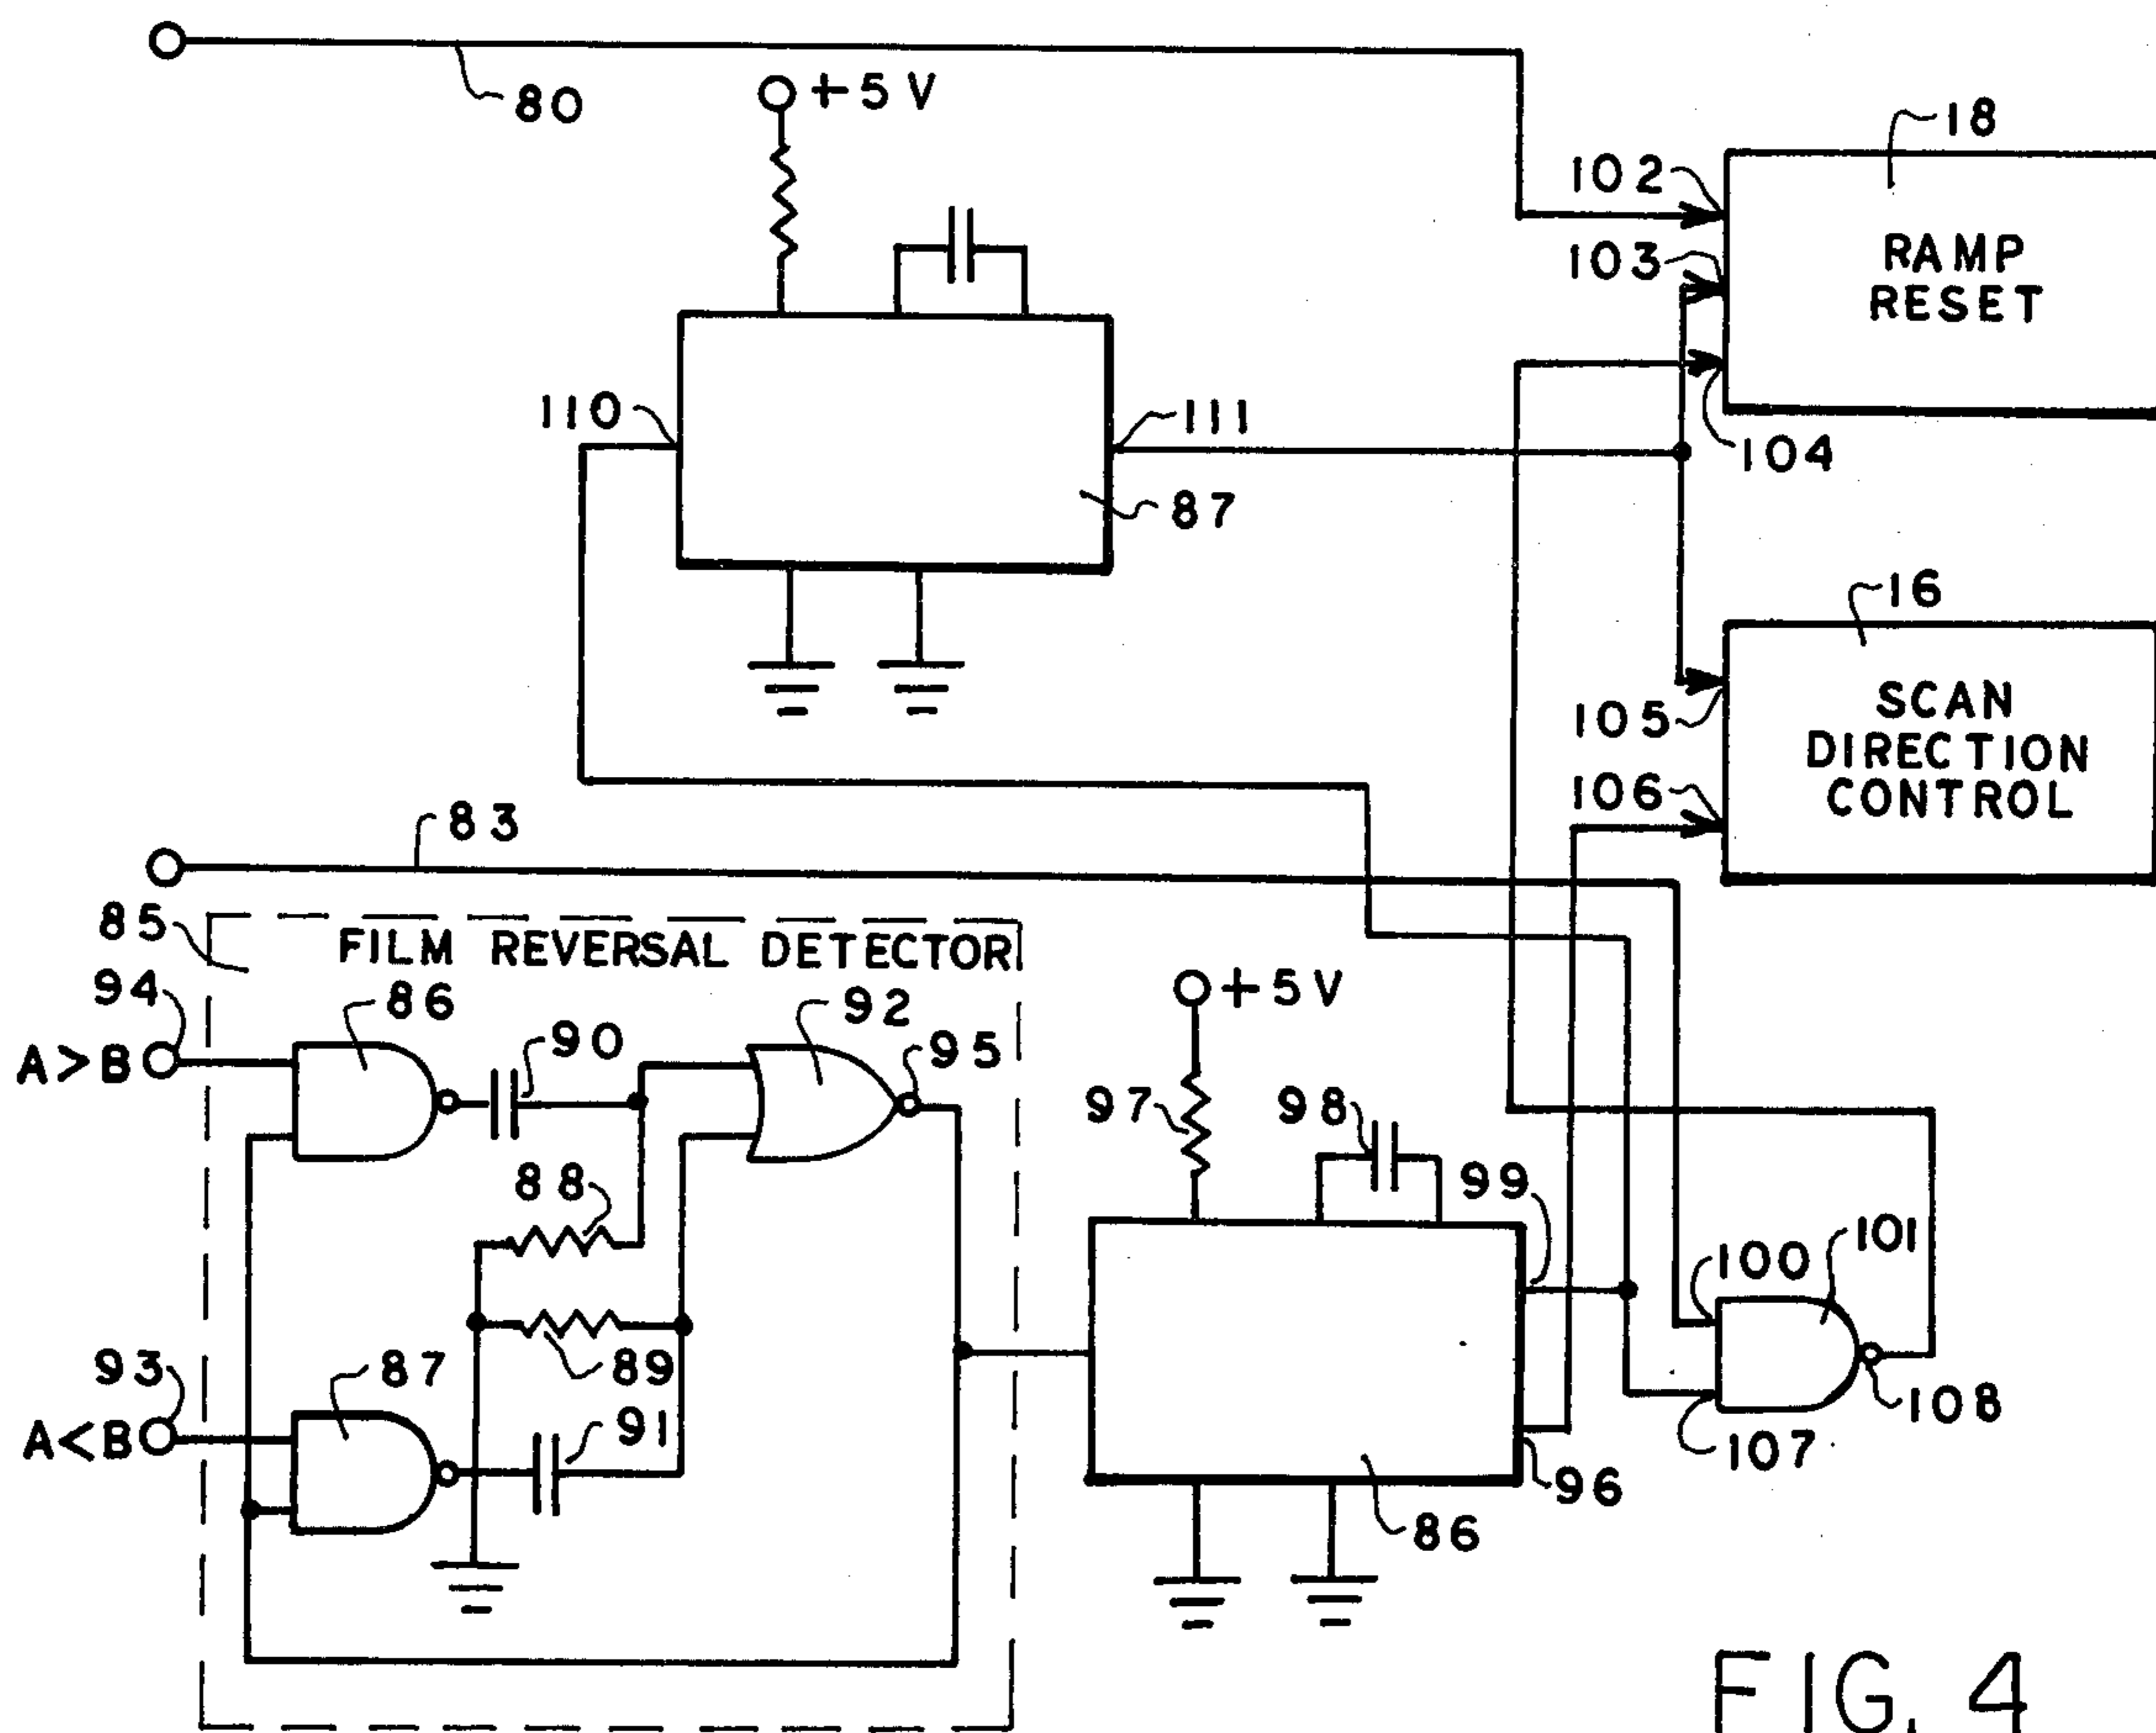 80
+5V
18
102
103
RAMP
RESET
104
110
111
87
16
105
SCAN
DIRECTION
CONTROL
106
83
85
FILM REVERSAL DETECTOR
94
86
A>B
90
92
95
+5V
97
98
99
88
89
100
101
93
87
A<B
91
107
108
96
86
FIG. 4